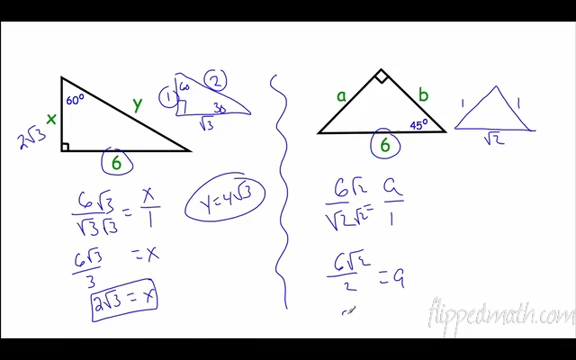 60°
x
y
2√3
6
1
60
2
30
√3
6√3/√3√3 = x/1
6√3/3 = x
2√3 = x
y=4√3
a
b
45°
6
1
1
√2
6√2/√2√2 = a/1
6√2/2 = a
flippedmath.com